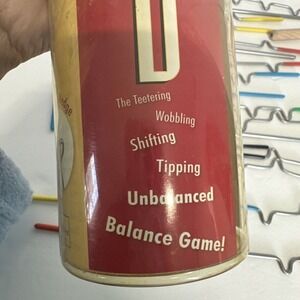 D
The Teetering
Wobbling
Shifting
Tipping
Unbalanced
Balance Game!